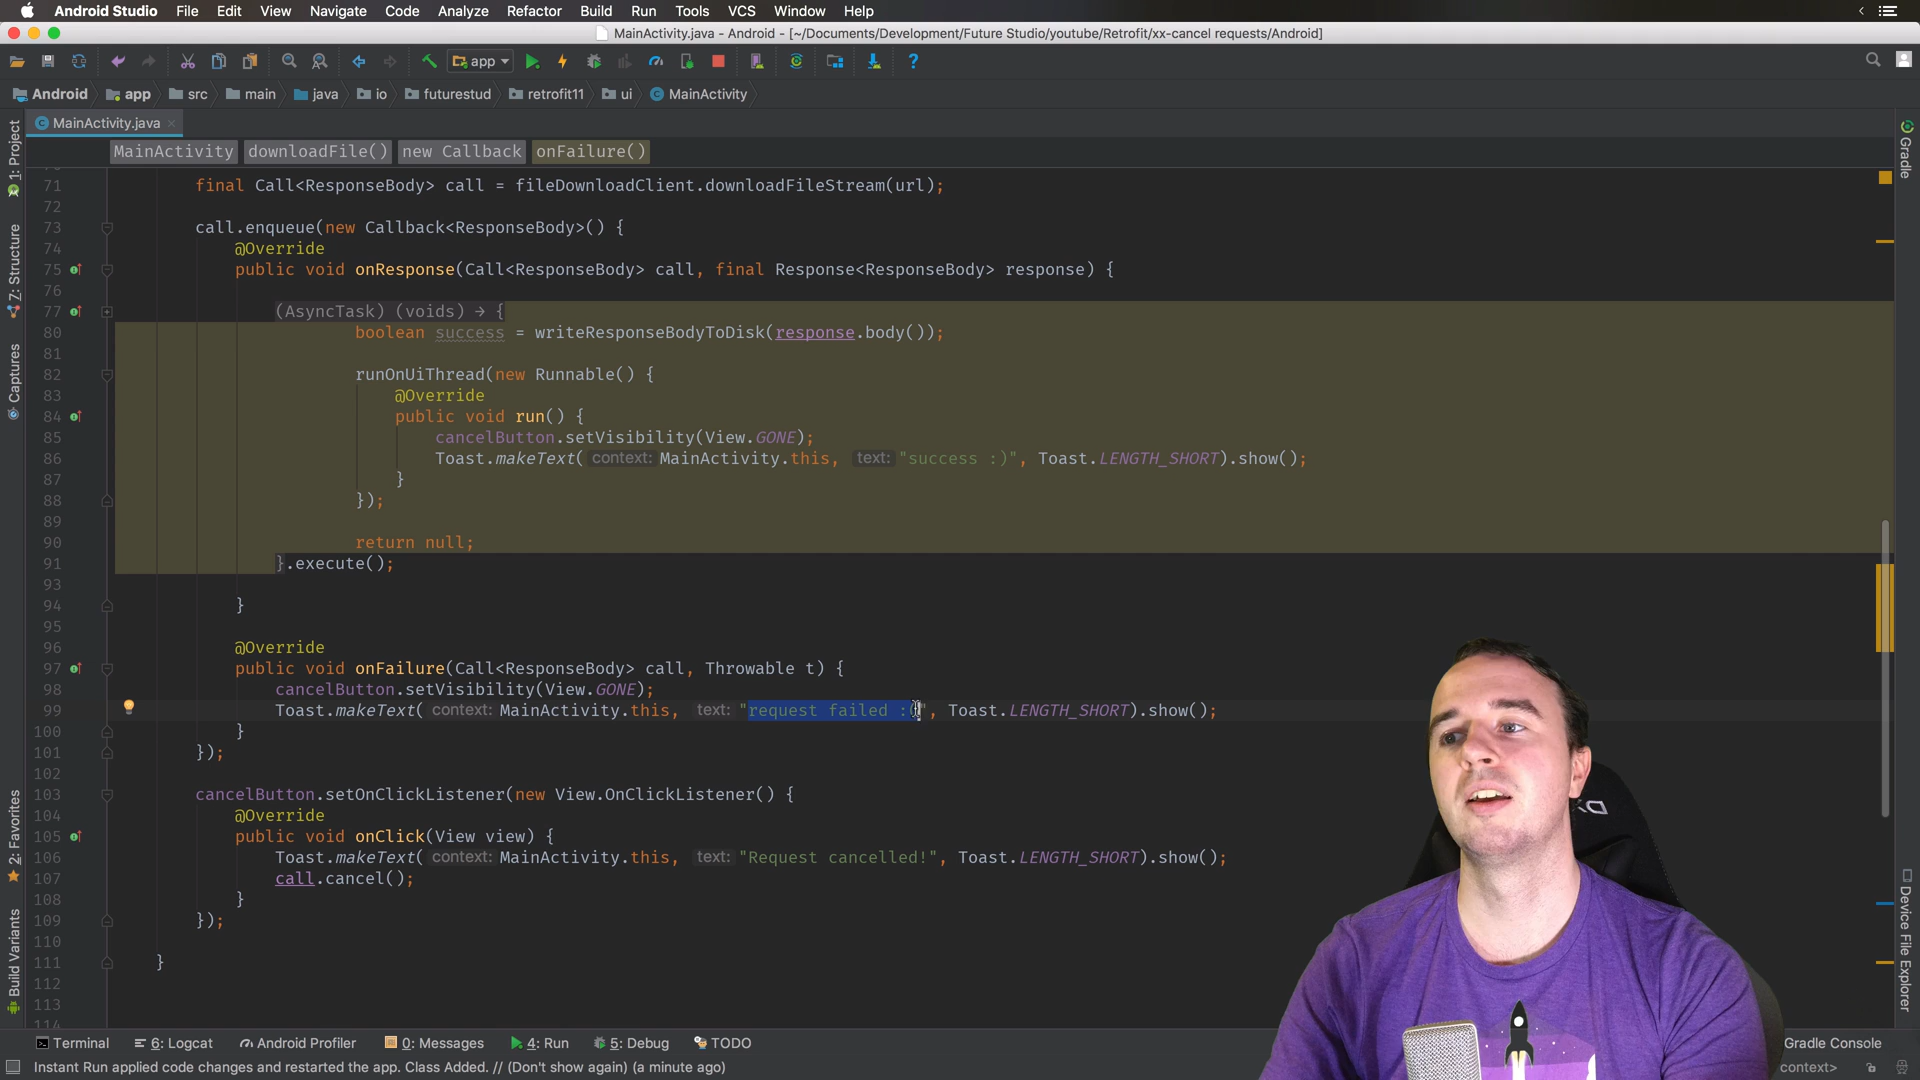 Android Studio File Edit View Navigate Code Analyze Refactor Build Run Tools VCS Window Help
MainActivity.java - Android - [~/Documents/Development/Future Studio/youtube/Retrofit/xx-cancel requests/Android]
app
Android app src main java io futurestud retrofit11 ui MainActivity
MainActivity.java
MainActivity downloadFile() new Callback onFailure()
71 final Call<ResponseBody> call = fileDownloadClient.downloadFileStream(url);
72
73 call.enqueue(new Callback<ResponseBody>() {
74 @Override
75 public void onResponse(Call<ResponseBody> call, final Response<ResponseBody> response) {
76
77 (AsyncTask) (voids) → {
80 boolean success = writeResponseBodyToDisk(response.body());
81
82 runOnUiThread(new Runnable() {
83 @Override
84 public void run() {
85 cancelButton.setVisibility(View.GONE);
86 Toast.makeText( context: MainActivity.this, text: "success :)", Toast.LENGTH_SHORT).show();
87 }
88 });
89
90 return null;
91 }.execute();
93
94 }
95
96 @Override
97 public void onFailure(Call<ResponseBody> call, Throwable t) {
98 cancelButton.setVisibility(View.GONE);
99 Toast.makeText( context: MainActivity.this, text: "request failed :(", Toast.LENGTH_SHORT).show();
100 }
101 });
102
103 cancelButton.setOnClickListener(new View.OnClickListener() {
104 @Override
105 public void onClick(View view) {
106 Toast.makeText( context: MainActivity.this, text: "Request cancelled!", Toast.LENGTH_SHORT).show();
107 call.cancel();
108 }
109 });
110
111 }
112
113
114
1: Project
7: Structure
Captures
2: Favorites
Build Variants
Gradle
Device File Explorer
Terminal 6: Logcat Android Profiler 0: Messages 4: Run 5: Debug TODO Gradle Console
Instant Run applied code changes and restarted the app. Class Added. // (Don't show again) (a minute ago) context>